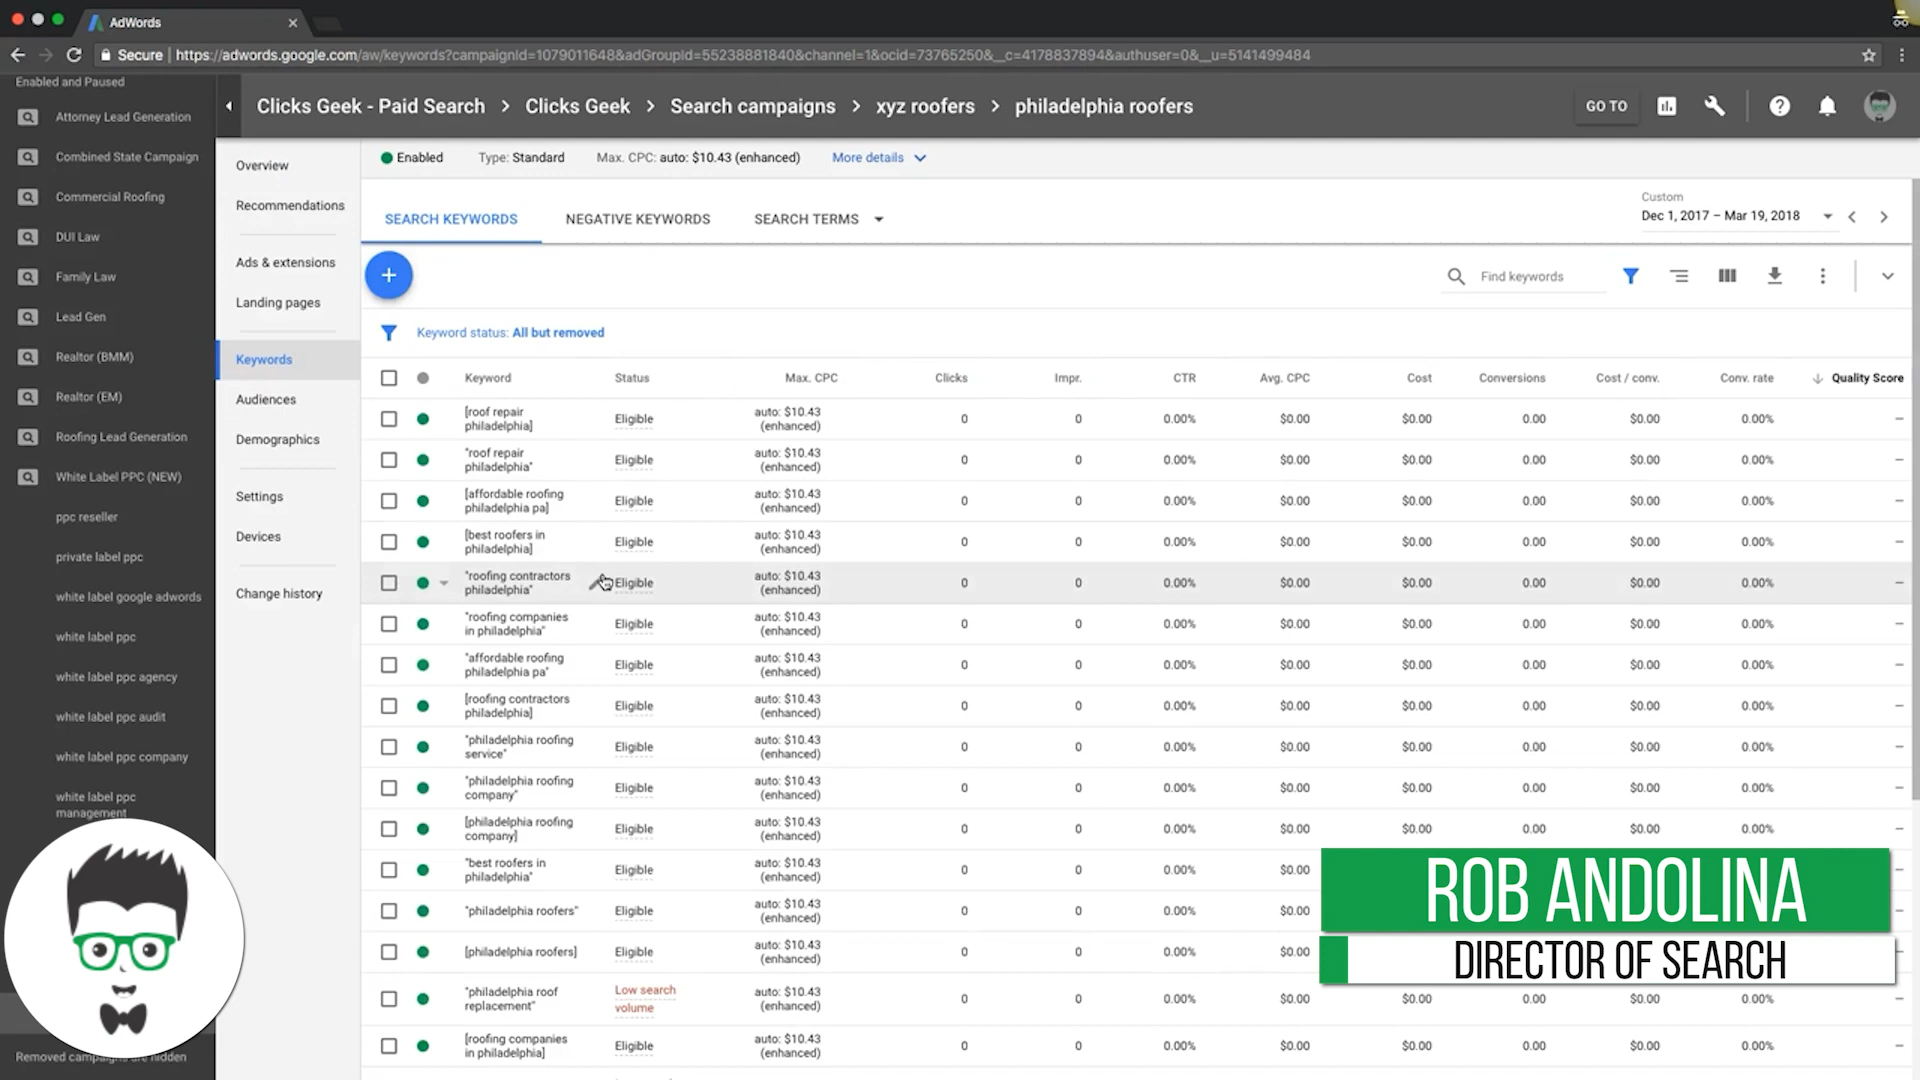 AdWords
Secure | https://adwords.google.com/aw/keywords?campaignId=1079011648&adGroupId=55238881840&channel=1&ocid=73765250&__c=4178837894&authuser=0&__u=5141499484
Enabled and Paused
Attorney Lead Generation
Combined State Campaign
Commercial Roofing
DUI Law
Family Law
Lead Gen
Realtor (BMM)
Realtor (EM)
Roofing Lead Generation
White Label PPC (NEW)
ppc reseller
private label ppc
white label google adwords
white label ppc
white label ppc agency
white label ppc audit
white label ppc company
white label ppc
management
Removed campaigns are hidden
Clicks Geek - Paid Search > Clicks Geek > Search campaigns > xyz roofers > philadelphia roofers
GO TO
Overview
Recommendations
Ads & extensions
Landing pages
Keywords
Audiences
Demographics
Settings
Devices
Change history
Enabled Type: Standard Max. CPC: auto: $10.43 (enhanced) More details
SEARCH KEYWORDS NEGATIVE KEYWORDS SEARCH TERMS
Custom
Dec 1, 2017 – Mar 19, 2018
Find keywords
Keyword status: All but removed
Keyword Status Max. CPC Clicks Impr. CTR Avg. CPC Cost Conversions Cost / conv. Conv. rate Quality Score
[roof repair
philadelphia] Eligible auto: $10.43
(enhanced) 0 0 0.00% $0.00 $0.00 0.00 $0.00 0.00% –
"roof repair
philadelphia" Eligible auto: $10.43
(enhanced) 0 0 0.00% $0.00 $0.00 0.00 $0.00 0.00% –
[affordable roofing
philadelphia pa] Eligible auto: $10.43
(enhanced) 0 0 0.00% $0.00 $0.00 0.00 $0.00 0.00% –
[best roofers in
philadelphia] Eligible auto: $10.43
(enhanced) 0 0 0.00% $0.00 $0.00 0.00 $0.00 0.00% –
"roofing contractors
philadelphia" Eligible auto: $10.43
(enhanced) 0 0 0.00% $0.00 $0.00 0.00 $0.00 0.00% –
"roofing companies
in philadelphia" Eligible auto: $10.43
(enhanced) 0 0 0.00% $0.00 $0.00 0.00 $0.00 0.00% –
"affordable roofing
philadelphia pa" Eligible auto: $10.43
(enhanced) 0 0 0.00% $0.00 $0.00 0.00 $0.00 0.00% –
[roofing contractors
philadelphia] Eligible auto: $10.43
(enhanced) 0 0 0.00% $0.00 $0.00 0.00 $0.00 0.00% –
"philadelphia roofing
service" Eligible auto: $10.43
(enhanced) 0 0 0.00% $0.00 $0.00 0.00 $0.00 0.00% –
"philadelphia roofing
company" Eligible auto: $10.43
(enhanced) 0 0 0.00% $0.00 $0.00 0.00 $0.00 0.00% –
[philadelphia roofing
company] Eligible auto: $10.43
(enhanced) 0 0 0.00% $0.00 $0.00 0.00 $0.00 0.00% –
"best roofers in
philadelphia" Eligible auto: $10.43
(enhanced) 0 0 0.00% $0.00
"philadelphia roofers" Eligible auto: $10.43
(enhanced) 0 0 0.00% $0.00
[philadelphia roofers] Eligible auto: $10.43
(enhanced) 0 0 0.00% $0.00
"philadelphia roof
replacement" Low search
volume auto: $10.43
(enhanced) 0 0 0.00% $0.00 $0.00 0.00 $0.00 0.00% –
[roofing companies
in philadelphia] Eligible auto: $10.43
(enhanced) 0 0 0.00% $0.00 $0.00 0.00 $0.00 0.00% –
ROB ANDOLINA
DIRECTOR OF SEARCH